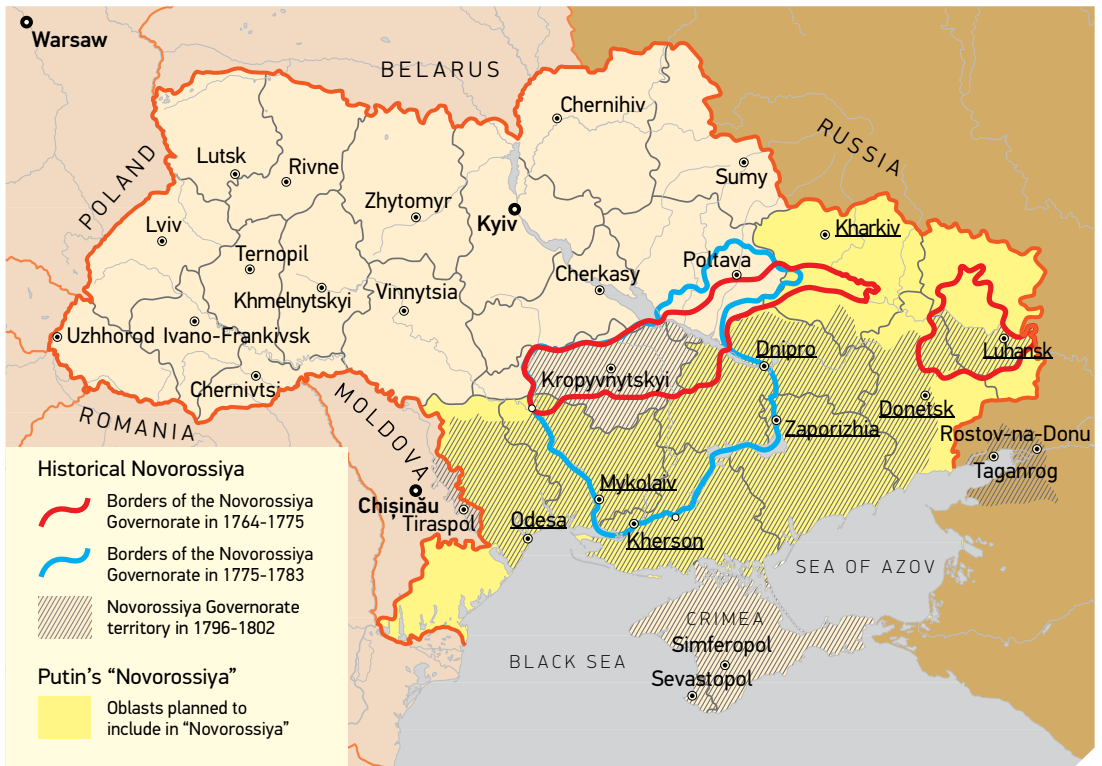 Warsaw
BELARUS
Chernihiv
RUSSIA
POLAND
Lutsk
Rivne
Sumy
Zhytomyr
Kyiv
Lviv
Kharkiv
Ternopil
Poltava
Cherkasy
Khmelnytskyi
Vinnytsia
Uzhhorod
Ivano-Frankivsk
Dnipro
Luhansk
Kropyvnytskyi
Chernivtsi
MOLDOVA
Donetsk
ROMANIA
Zaporizhia
Rostov-na-Donu
Taganrog
Mykolaiv
Chișinău
Tiraspol
Odesa
Kherson
SEA OF AZOV
CRIMEA
Simferopol
BLACK SEA
Sevastopol
Historical Novorossiya
Borders of the Novorossiya
Governorate in 1764-1775
Borders of the Novorossiya
Governorate in 1775-1783
Novorossiya Governorate
territory in 1796-1802
Putin’s “Novorossiya”
Oblasts planned to
include in “Novorossiya”